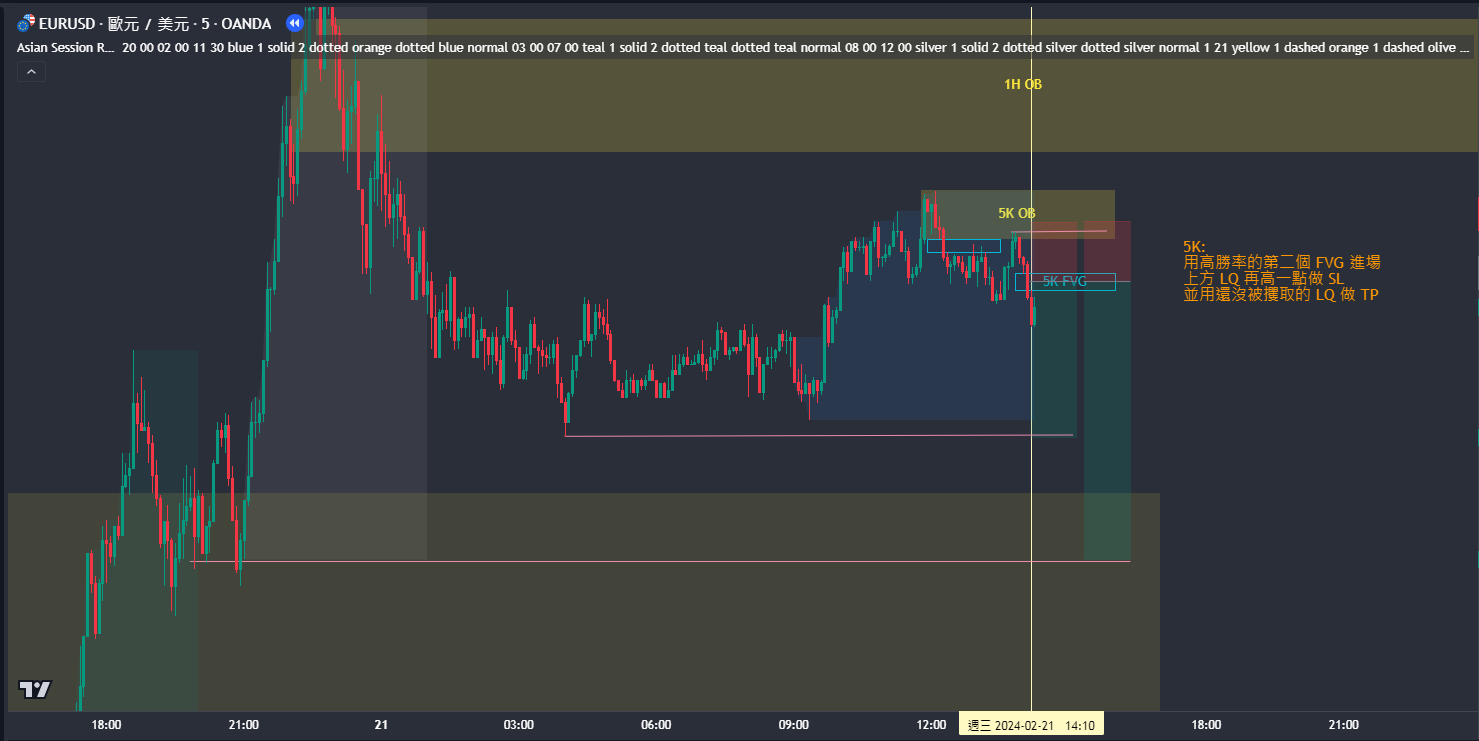 EURUSD · 歐元 / 美元 · 5 · OANDA
Asian Session R... 20 00 02 00 11 30 blue 1 solid 2 dotted orange dotted blue normal 03 00 07 00 teal 1 solid 2 dotted teal dotted teal normal 08 00 12 00 silver 1 solid 2 dotted silver dotted silver normal 1 21 yellow 1 dashed orange 1 dashed olive ...
1H OB
5K OB
5K FVG
5K:
用高勝率的第二個 FVG 進場
上方 LQ 再高一點做 SL
並用還沒被攫取的 LQ 做 TP
18:00 21:00 21 03:00 06:00 09:00 12:00 週三 2024-02-21 14:10 18:00 21:00